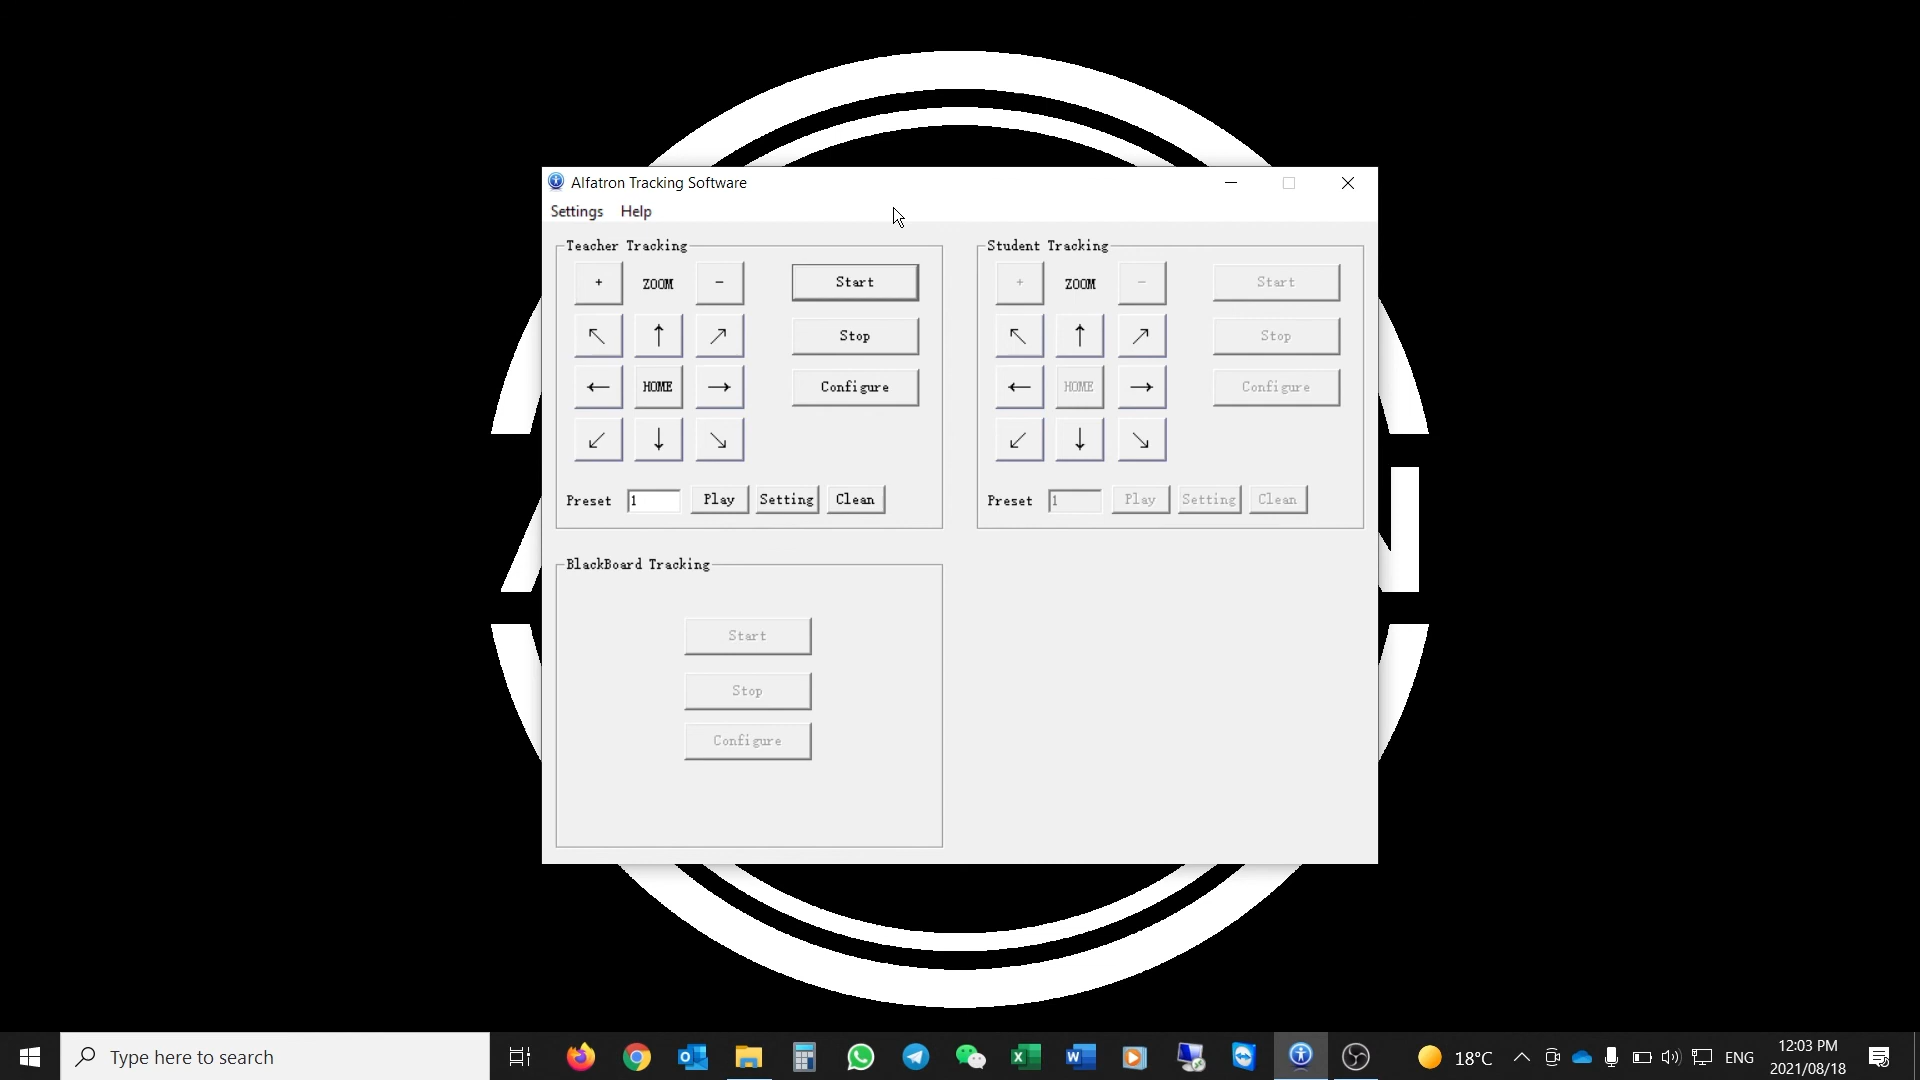 Alfatron Tracking Software
Settings Help
Teacher Tracking
+ ZOOM -
Start
Stop
HOME
Configure
Preset 1 Play Setting Clean
Student Tracking
+ ZOOM -
Start
Stop
HOME
Configure
Preset 1 Play Setting Clean
BlackBoard Tracking
Start
Stop
Configure
Type here to search
18°C
ENG
12:03 PM
2021/08/18